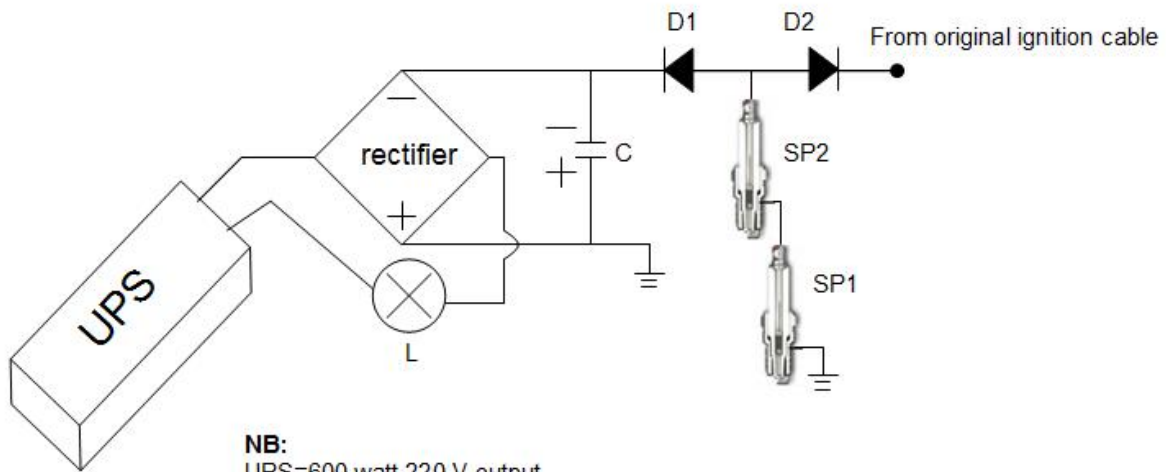 D1
D2
From original ignition cable
−
rectifier
−
C
+
SP2
+
UPS
SP1
L
NB:
UPS=600 watt 220 V output